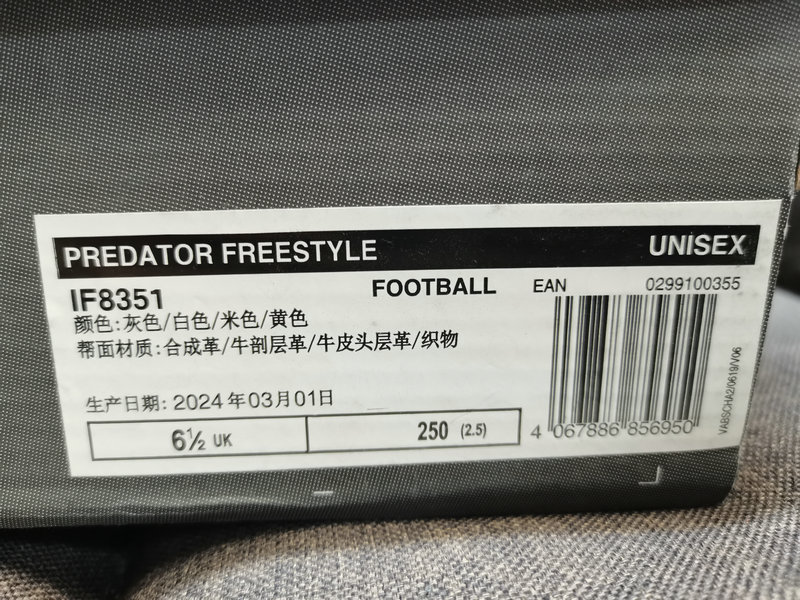 PREDATOR FREESTYLE UNISEX
IF8351 FOOTBALL EAN 0299100355
颜色:灰色/白色/米色/黄色
帮面材质:合成革/牛剖层革/牛皮头层革/织物
生产日期: 2024年03月01日
6½ UK 250 (2.5)
4 067886 856950
VABSCHA2/0619/V06